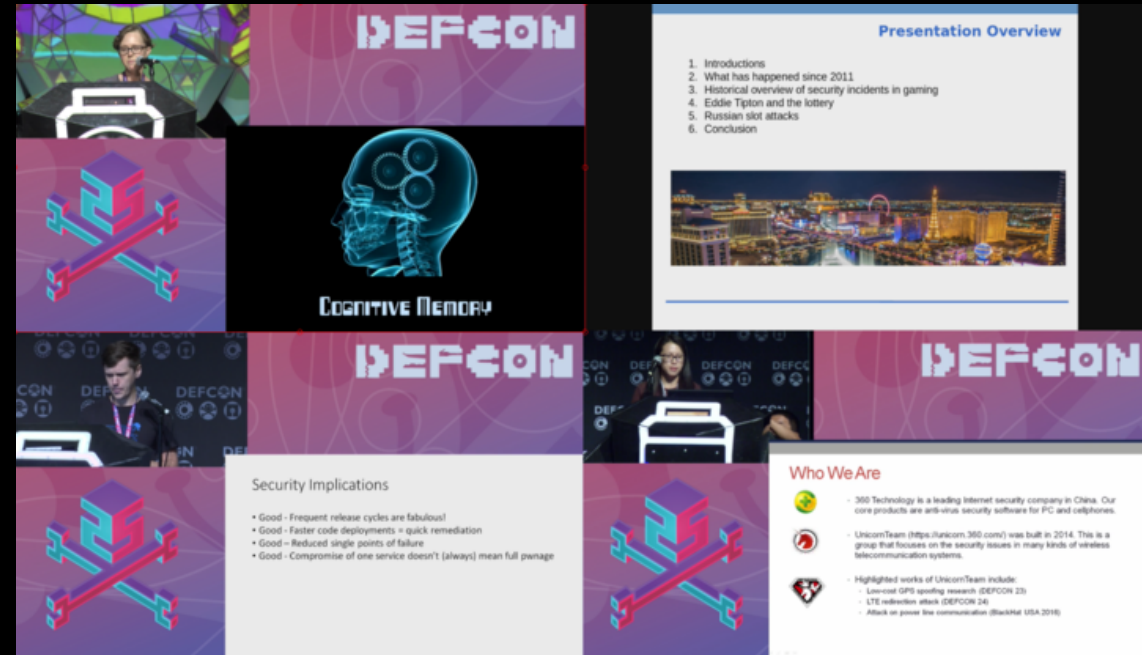 DEFCON
25
COGNITIVE MEMORY
Presentation Overview
1. Introductions
2. What has happened since 2011
3. Historical overview of security incidents in gaming
4. Eddie Tipton and the lottery
5. Russian slot attacks
6. Conclusion
DEFCON
DEFCON
DEFCON
25
Security Implications
• Good - Frequent release cycles are fabulous!
• Good - Faster code deployments = quick remediation
• Good – Reduced single points of failure
• Good - Compromise of one service doesn't (always) mean full pwnage
DEFCON
DEFCON
25
Who We Are
- 360 Technology is a leading Internet security company in China. Our
core products are anti-virus security software for PC and cellphones.
- UnicornTeam (https://unicorn.360.com/) was built in 2014. This is a
group that focuses on the security issues in many kinds of wireless
telecommunication systems.
- Highlighted works of UnicornTeam include:
- Low-cost GPS spoofing research (DEFCON 23)
- LTE redirection attack (DEFCON 24)
- Attack on power line communication (BlackHat USA 2016)